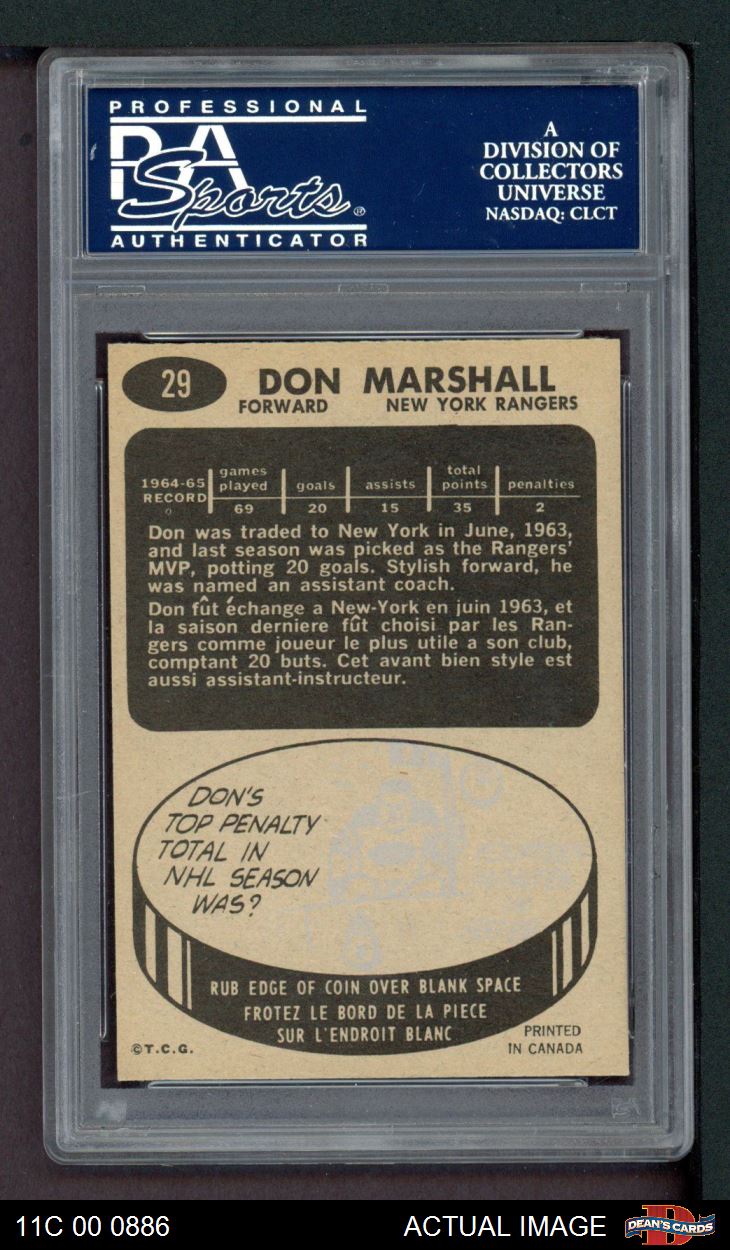 PROFESSIONAL
PSA
Sports®
AUTHENTICATOR
A
DIVISION OF
COLLECTORS
UNIVERSE
NASDAQ: CLCT
29
DON MARSHALL
FORWARD NEW YORK RANGERS
1964-65 RECORD
games played goals assists total points penalties
69 20 15 35 2
Don was traded to New York in June, 1963,
and last season was picked as the Rangers'
MVP, potting 20 goals. Stylish forward, he
was named an assistant coach.
Don fût échange a New-York en juin 1963, et
la saison derniere fût choisi par les Ran-
gers comme joueur le plus utile a son club,
comptant 20 buts. Cet avant bien style est
aussi assistant-instructeur.
DON'S
TOP PENALTY
TOTAL IN
NHL SEASON
WAS?
RUB EDGE OF COIN OVER BLANK SPACE
FROTEZ LE BORD DE LA PIECE
SUR L'ENDROIT BLANC
©T.C.G.
PRINTED
IN CANADA
11C 00 0886 ACTUAL IMAGE
DEAN'S CARDS